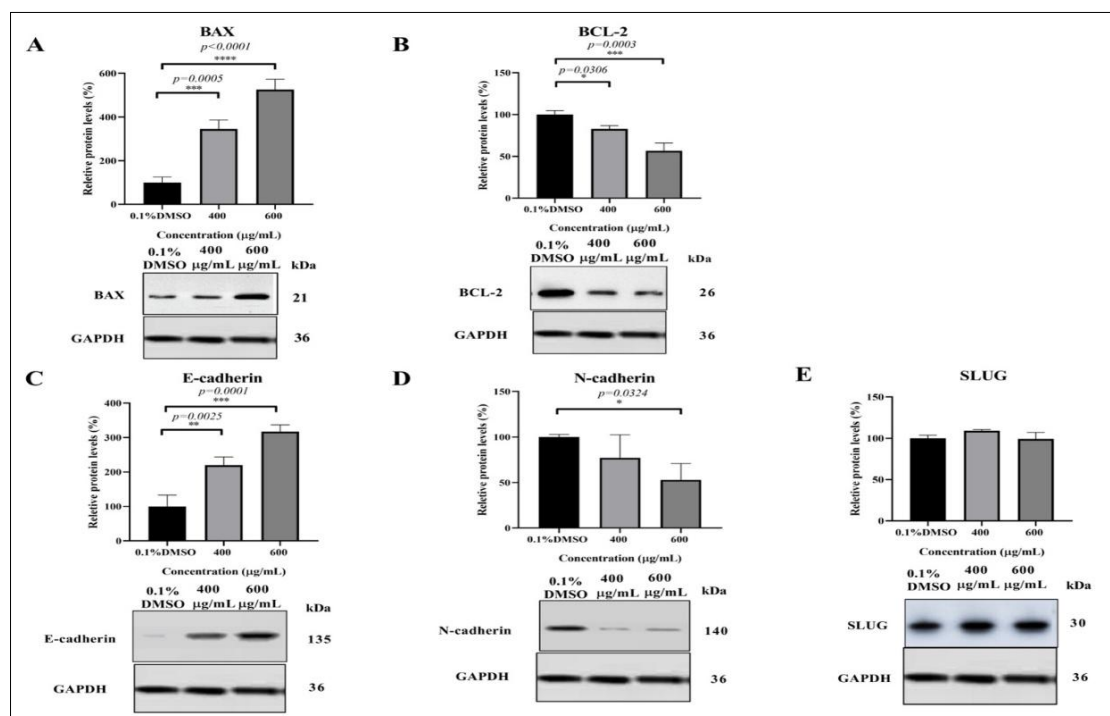 A
BAX
p<0.0001
****
p=0.0005
***
Reletive protein levels (%)
600
400
200
0
0.1%DMSO 400 600
Concentration (µg/mL)
0.1% DMSO
400 µg/mL
600 µg/mL
kDa
BAX 21
GAPDH 36
B
BCL-2
p=0.0003
***
p=0.0306
*
Reletive protein levels (%)
150
100
50
0
0.1%DMSO 400 600
Concentration (µg/mL)
0.1% DMSO
400 µg/mL
600 µg/mL
kDa
BCL-2 26
GAPDH 36
C
E-cadherin
p=0.0001
***
p=0.0025
**
Reletive protein levels (%)
400
300
200
100
0
0.1%DMSO 400 600
Concentration (µg/mL)
0.1% DMSO
400 µg/mL
600 µg/mL
kDa
E-cadherin 135
GAPDH 36
D
N-cadherin
p=0.0324
*
Reletive protein levels (%)
150
100
50
0
0.1%DMSO 400 600
Concentration (µg/mL)
0.1% DMSO
400 µg/mL
600 µg/mL
kDa
N-cadherin 140
GAPDH 36
E
SLUG
Reletive protein levels (%)
150
100
50
0
0.1%DMSO 400 600
Concentration (µg/mL)
0.1% DMSO
400 µg/mL
600 µg/mL
kDa
SLUG 30
GAPDH 36